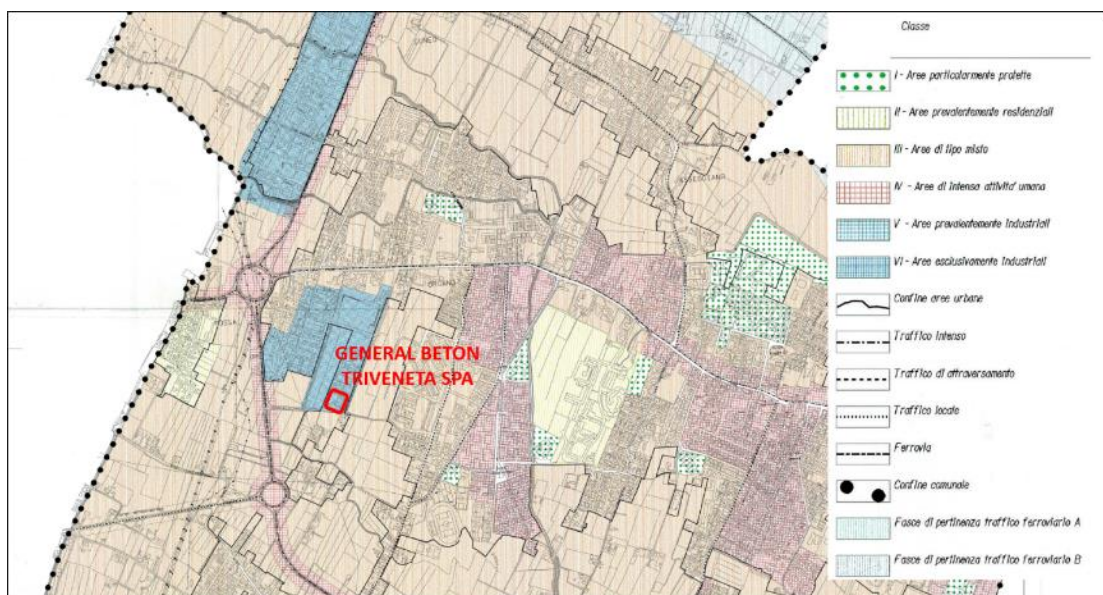 Classe
I - Aree particolarmente protette
II - Aree prevalentemente residenziali
III - Aree di tipo misto
IV - Aree di intensa attivita' umana
V - Aree prevalentemente industriali
VI - Aree esclusivamente industriali
Confine aree urbane
Traffico intenso
Traffico di attraversamento
Traffico locale
Ferrovia
Confine comunale
Fasce di pertinenza traffico ferroviario A
Fasce di pertinenza traffico ferroviario B
GENERAL BETON
TRIVENETA SPA